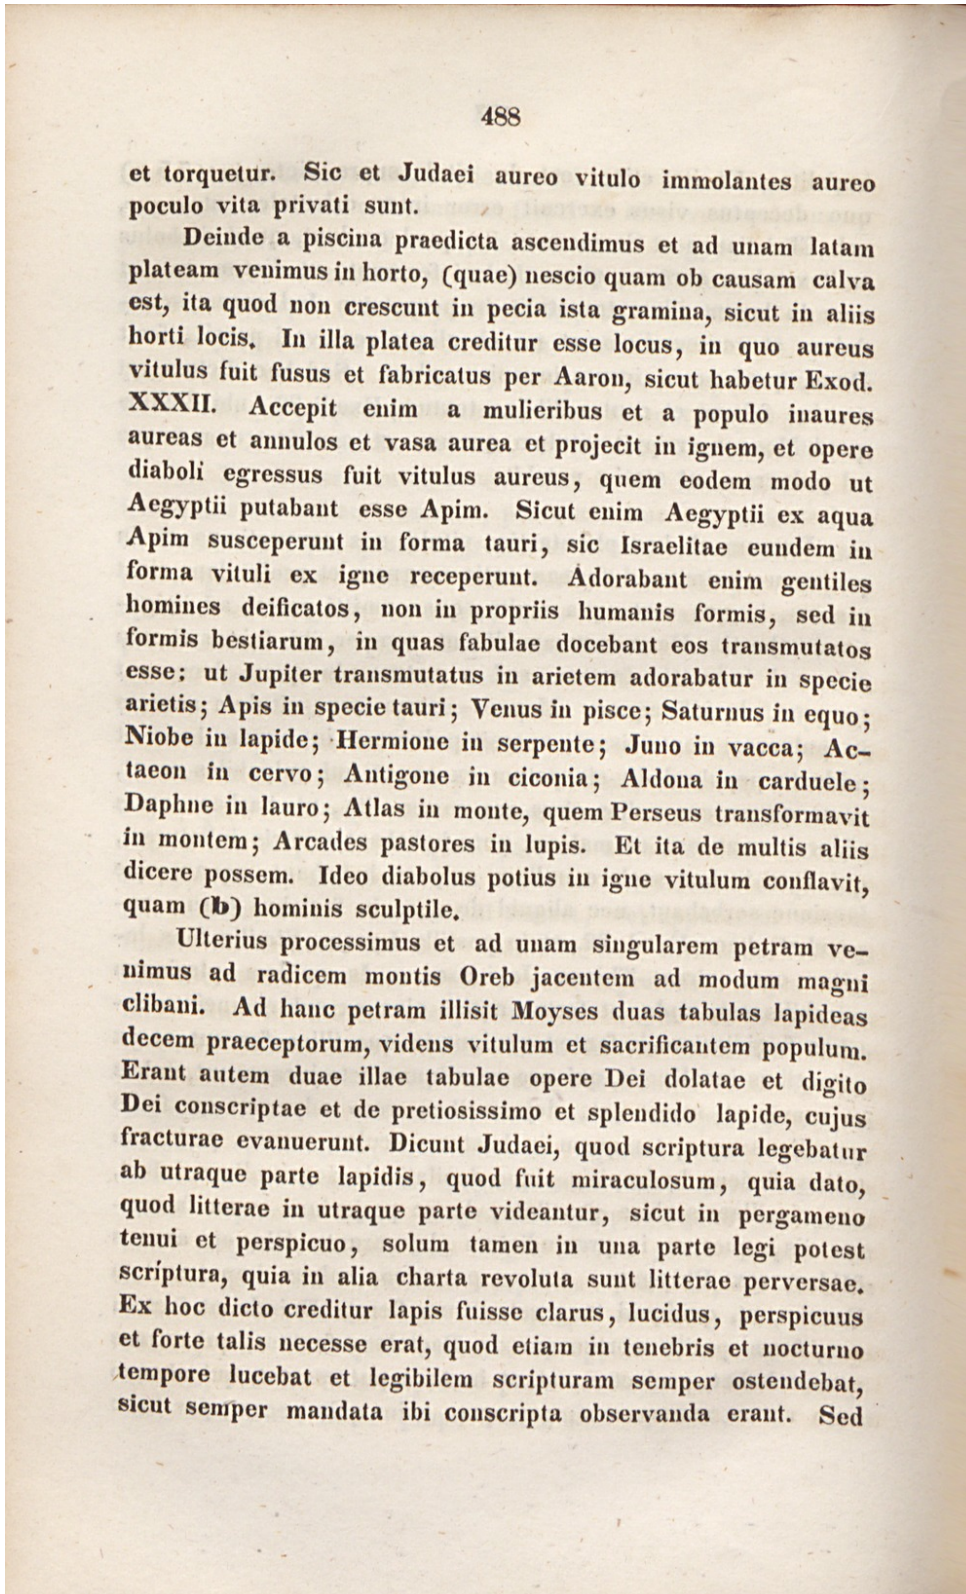 488
et torquetur. Sic et Judaei aureo vitulo immolantes aureo
poculo vita privati sunt.
Deinde a piscina praedicta ascendimus et ad unam latam
plateam venimus in horto, (quae) nescio quam ob causam calva
est, ita quod non crescunt in pecia ista gramina, sicut in aliis
horti locis. In illa platea creditur esse locus, in quo aureus
vitulus fuit fusus et fabricatus per Aaron, sicut habetur Exod.
XXXII. Accepit enim a mulieribus et a populo inaures
aureas et annulos et vasa aurea et projecit in ignem, et opere
diaboli egressus fuit vitulus aureus, quem eodem modo ut
Aegyptii putabant esse Apim. Sicut enim Aegyptii ex aqua
Apim susceperunt in forma tauri, sic Israelitae eundem in
forma vituli ex igne receperunt. Adorabant enim gentiles
homines deificatos, non in propriis humanis formis, sed in
formis bestiarum, in quas fabulae docebant eos transmutatos
esse: ut Jupiter transmutatus in arietem adorabatur in specie
arietis; Apis in specie tauri; Venus in pisce; Saturnus in equo;
Niobe in lapide; Hermione in serpente; Juno in vacca; Ac-
taeon in cervo; Antigone in ciconia; Aldona in carduele;
Daphne in lauro; Atlas in monte, quem Perseus transformavit
in montem; Arcades pastores in lupis. Et ita de multis aliis
dicere possem. Ideo diabolus potius in igne vitulum conflavit,
quam (b) hominis sculptile.
Ulterius processimus et ad unam singularem petram ve-
nimus ad radicem montis Oreb jacentem ad modum magni
clibani. Ad hanc petram illisit Moyses duas tabulas lapideas
decem praeceptorum, videns vitulum et sacrificantem populum.
Erant autem duae illae tabulae opere Dei dolatae et digito
Dei conscriptae et de pretiosissimo et splendido lapide, cujus
fracturae evanuerunt. Dicunt Judaei, quod scriptura legebatur
ab utraque parte lapidis, quod fuit miraculosum, quia dato,
quod litterae in utraque parte videantur, sicut in pergameno
tenui et perspicuo, solum tamen in una parte legi potest
scriptura, quia in alia charta revoluta sunt litterae perversae.
Ex hoc dicto creditur lapis fuisse clarus, lucidus, perspicuus
et forte talis necesse erat, quod etiam in tenebris et nocturno
tempore lucebat et legibilem scripturam semper ostendebat,
sicut semper mandata ibi conscripta observanda erant. Sed